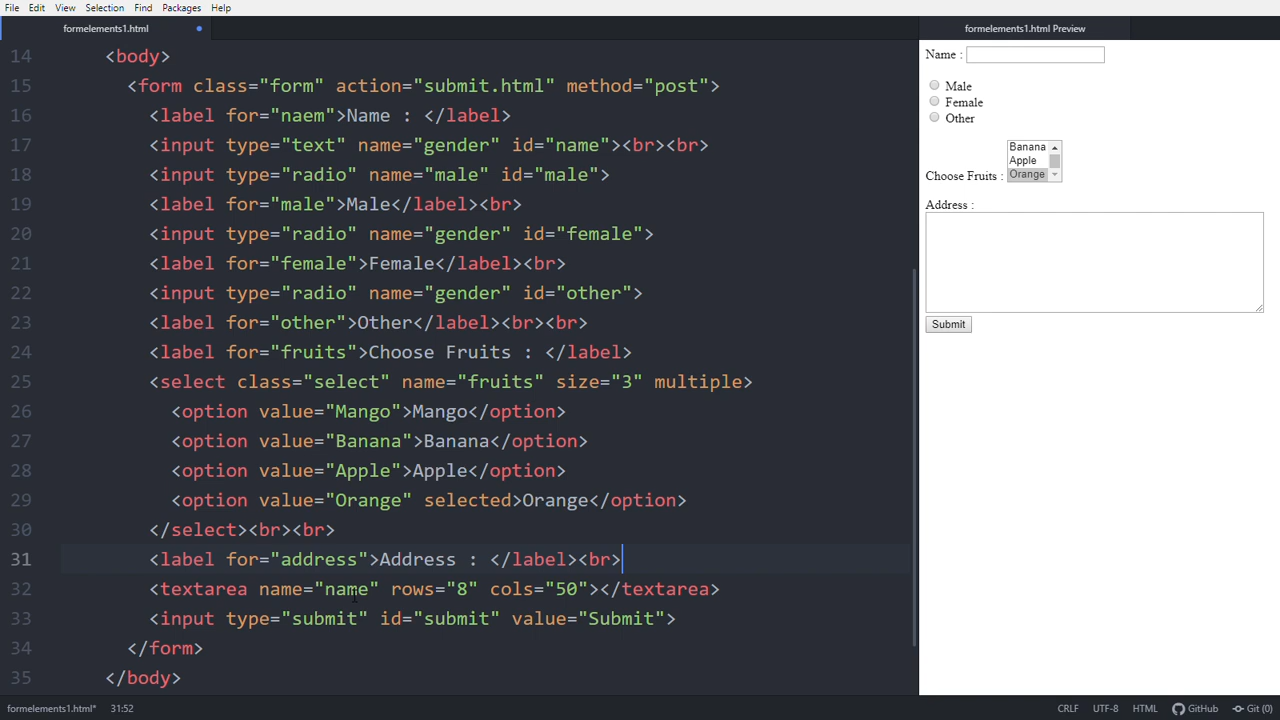 File Edit View Selection Find Packages Help
formelements1.html
formelements1.html Preview
14 <body>
15 <form class="form" action="submit.html" method="post">
16 <label for="naem">Name : </label>
17 <input type="text" name="gender" id="name"><br><br>
18 <input type="radio" name="male" id="male">
19 <label for="male">Male</label><br>
20 <input type="radio" name="gender" id="female">
21 <label for="female">Female</label><br>
22 <input type="radio" name="gender" id="other">
23 <label for="other">Other</label><br><br>
24 <label for="fruits">Choose Fruits : </label>
25 <select class="select" name="fruits" size="3" multiple>
26 <option value="Mango">Mango</option>
27 <option value="Banana">Banana</option>
28 <option value="Apple">Apple</option>
29 <option value="Orange" selected>Orange</option>
30 </select><br><br>
31 <label for="address">Address : </label><br>
32 <textarea name="name" rows="8" cols="50"></textarea>
33 <input type="submit" id="submit" value="Submit">
34 </form>
35 </body>
Name :
Male
Female
Other
Banana
Apple
Choose Fruits : Orange
Address :
Submit
formelements1.html* 31:52
CRLF UTF-8 HTML GitHub Git (0)